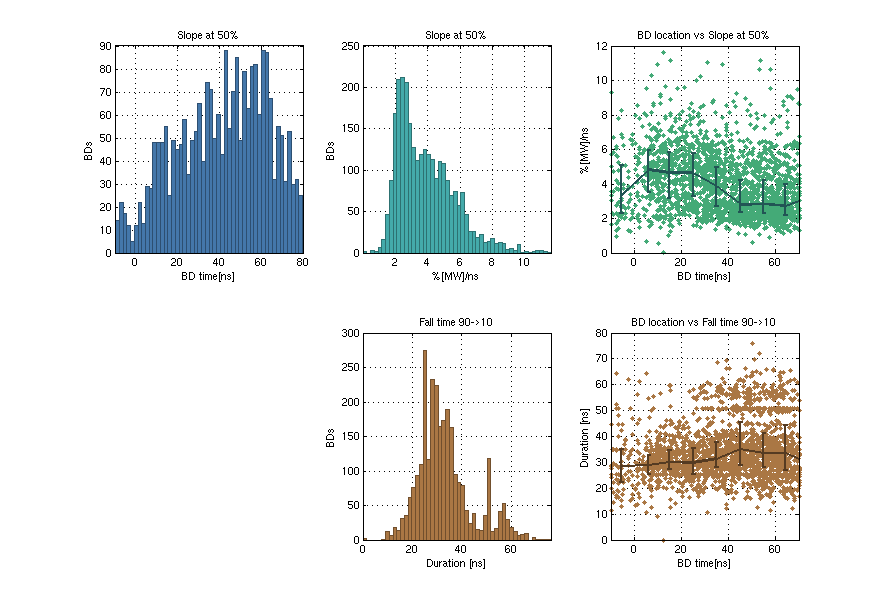 Slope at 50%
BDs
90
80
70
60
50
40
30
20
10
0
0 20 40 60 80
BD time[ns]
Slope at 50%
BDs
250
200
150
100
50
0
2 4 6 8 10
%[MW]/ns
BD location vs Slope at 50%
%[MW]/ns
12
10
8
6
4
2
0
0 20 40 60
BD time[ns]
Fall time 90->10
BDs
300
250
200
150
100
50
0
0 20 40 60
Duration [ns]
BD location vs Fall time 90->10
Duration [ns]
80
70
60
50
40
30
20
10
0
0 20 40 60
BD time[ns]